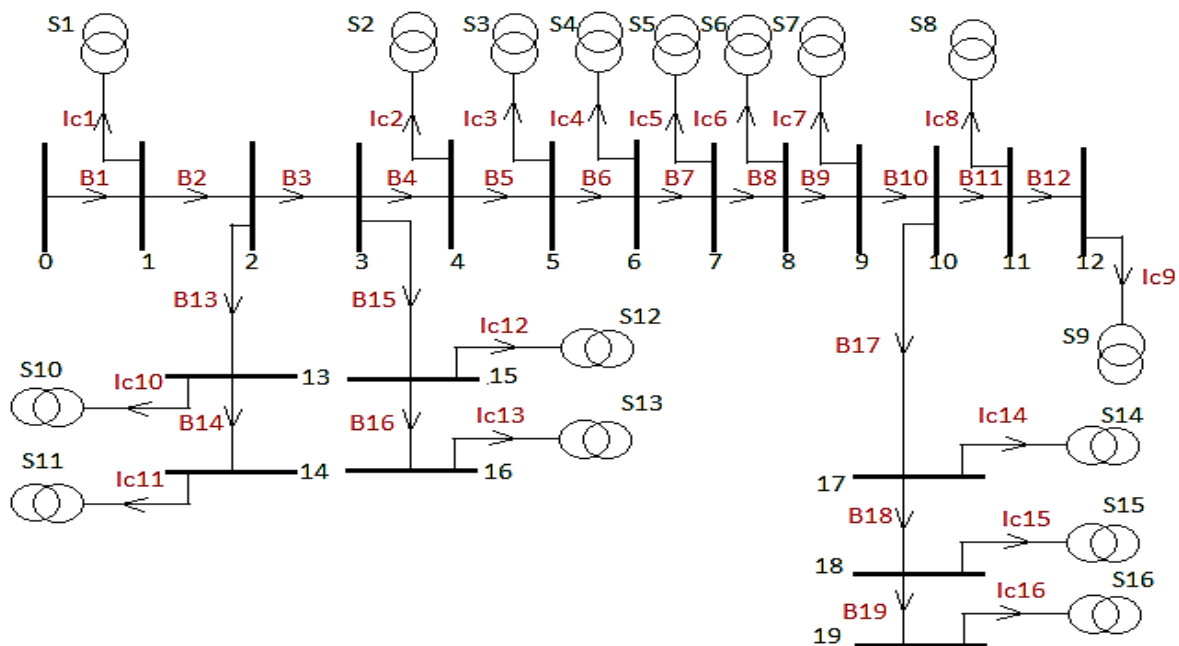 S1 S2 S3 S4 S5 S6 S7 S8
Ic1 Ic2 Ic3 Ic4 Ic5 Ic6 Ic7 Ic8
B1 B2 B3 B4 B5 B6 B7 B8 B9 B10 B11 B12
0 1 2 3 4 5 6 7 8 9 10 11 12
Ic9
S9
B13 B15 B17
S10 Ic10 13
Ic12 S12
15
B14 B16
S11 Ic11 14
Ic13 S13
16
Ic14 S14
17
B18 Ic15 S15
18
B19 Ic16 S16
19